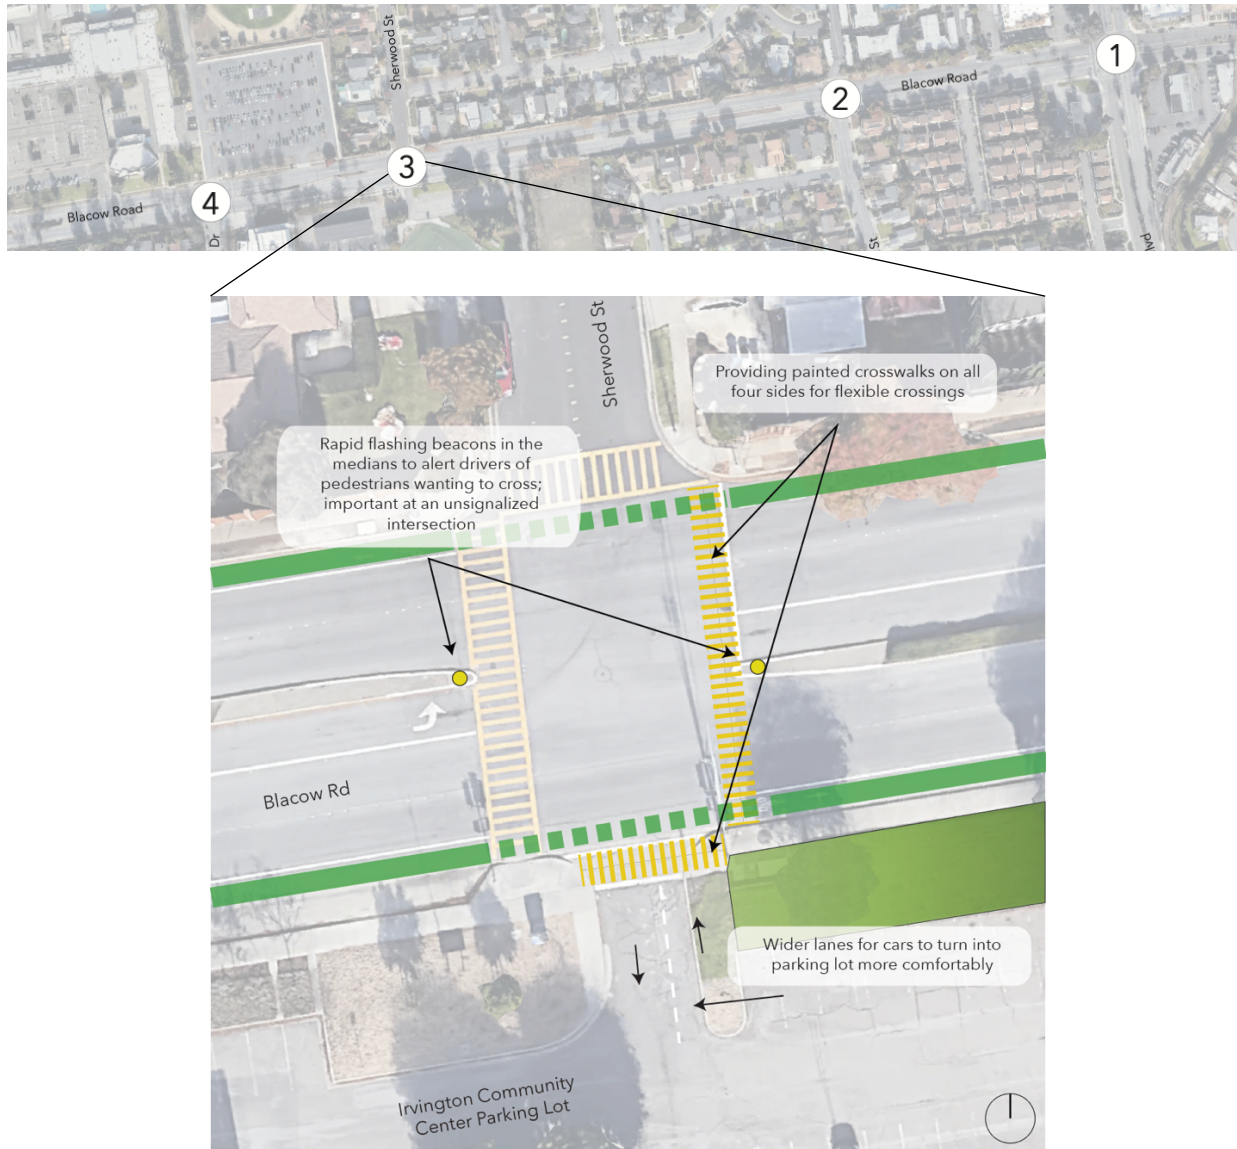 Sherwood St
1
2
Blacow Road
3
4
Blacow Road
Dr
St
lvd
Sherwood St
Providing painted crosswalks on all
four sides for flexible crossings
Rapid flashing beacons in the
medians to alert drivers of
pedestrians wanting to cross;
important at an unsignalized
intersection
Blacow Rd
Wider lanes for cars to turn into
parking lot more comfortably
Irvington Community
Center Parking Lot